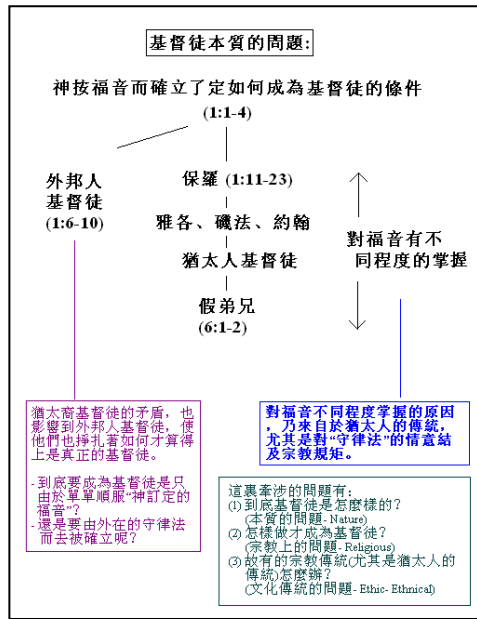 基督徒本質的問題:
神按福音而確立了定如何成為基督徒的條件
(1:1-4)
外邦人
基督徒
(1:6-10)
保羅 (1:11-23)
雅各、磯法、約翰
猶太人基督徒
假弟兄
(6:1-2)
對福音有不
同程度的掌握
猶太裔基督徒的矛盾，也
影響到外邦人基督徒，使
他們也掙扎著如何才算得
上是真正的基督徒。
- 到底要成為基督徒是只
由於單單順服“神訂定的
福音”?
- 還是要由外在的守律法
而去被確立呢?
對福音不同程度掌握的原因
，乃來自於猶太人的傳統，
尤其是對“守律法”的情意結
及宗教規矩。
這裏牽涉的問題有:
(1) 到底基督徒是怎麼樣的?
(本質的問題- Nature)
(2) 怎樣做才成為基督徒?
(宗教上的問題- Religious)
(3) 故有的宗教傳統(尤其是猶太人的
傳統)怎麼辦?
(文化傳統的問題- Ethic- Ethnical)